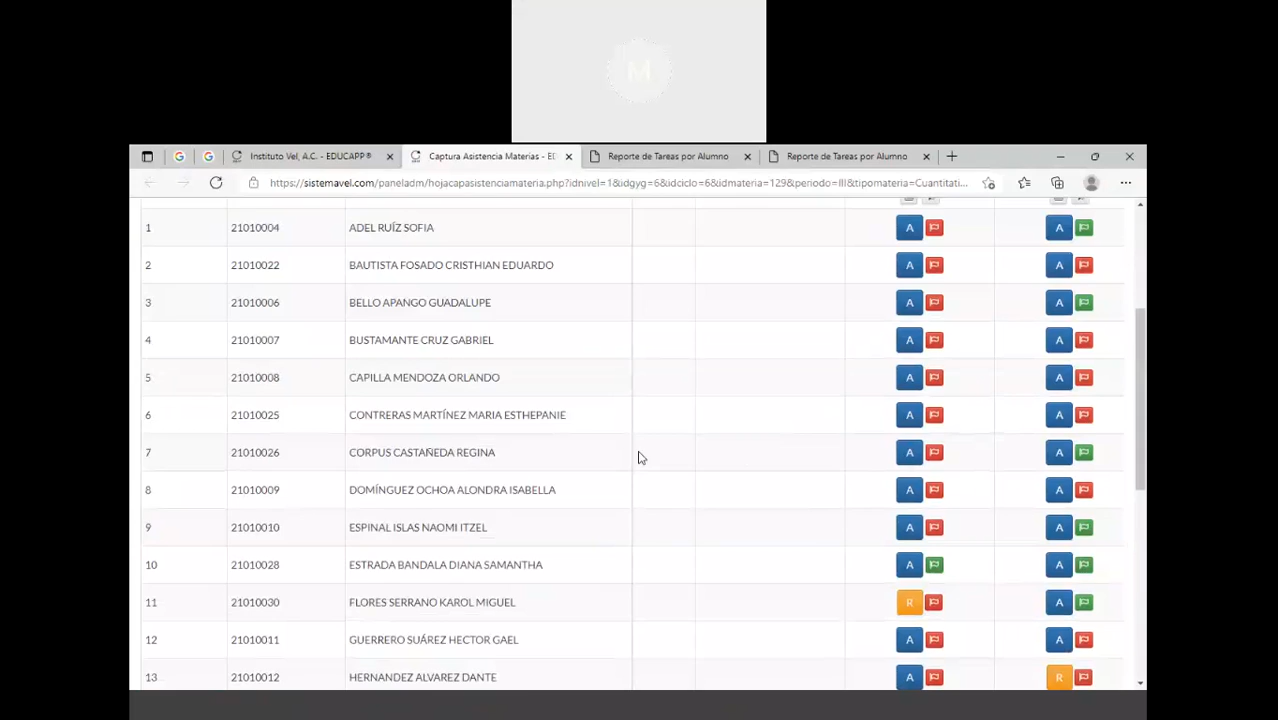 M
Instituto Vel, A.C. - EDUCAPP®
Captura Asistencia Materias - ED
Reporte de Tareas por Alumno
Reporte de Tareas por Alumno
https://sistemavel.com/paneladm/hojacapasistenciamateria.php?idnivel=1&idgyg=6&idciclo=6&idmateria=129&periodo=III&tipomateria=Cuantitati...
1 21010004 ADEL RUÍZ SOFIA A A
2 21010022 BAUTISTA FOSADO CRISTHIAN EDUARDO A A
3 21010006 BELLO APANGO GUADALUPE A A
4 21010007 BUSTAMANTE CRUZ GABRIEL A A
5 21010008 CAPILLA MENDOZA ORLANDO A A
6 21010025 CONTRERAS MARTÍNEZ MARIA ESTHEPANIE A A
7 21010026 CORPUS CASTAÑEDA REGINA A A
8 21010009 DOMÍNGUEZ OCHOA ALONDRA ISABELLA A A
9 21010010 ESPINAL ISLAS NAOMI ITZEL A A
10 21010028 ESTRADA BANDALA DIANA SAMANTHA A A
11 21010030 FLORES SERRANO KAROL MIGUEL R A
12 21010011 GUERRERO SUÁREZ HECTOR GAEL A A
13 21010012 HERNANDEZ ALVAREZ DANTE A R